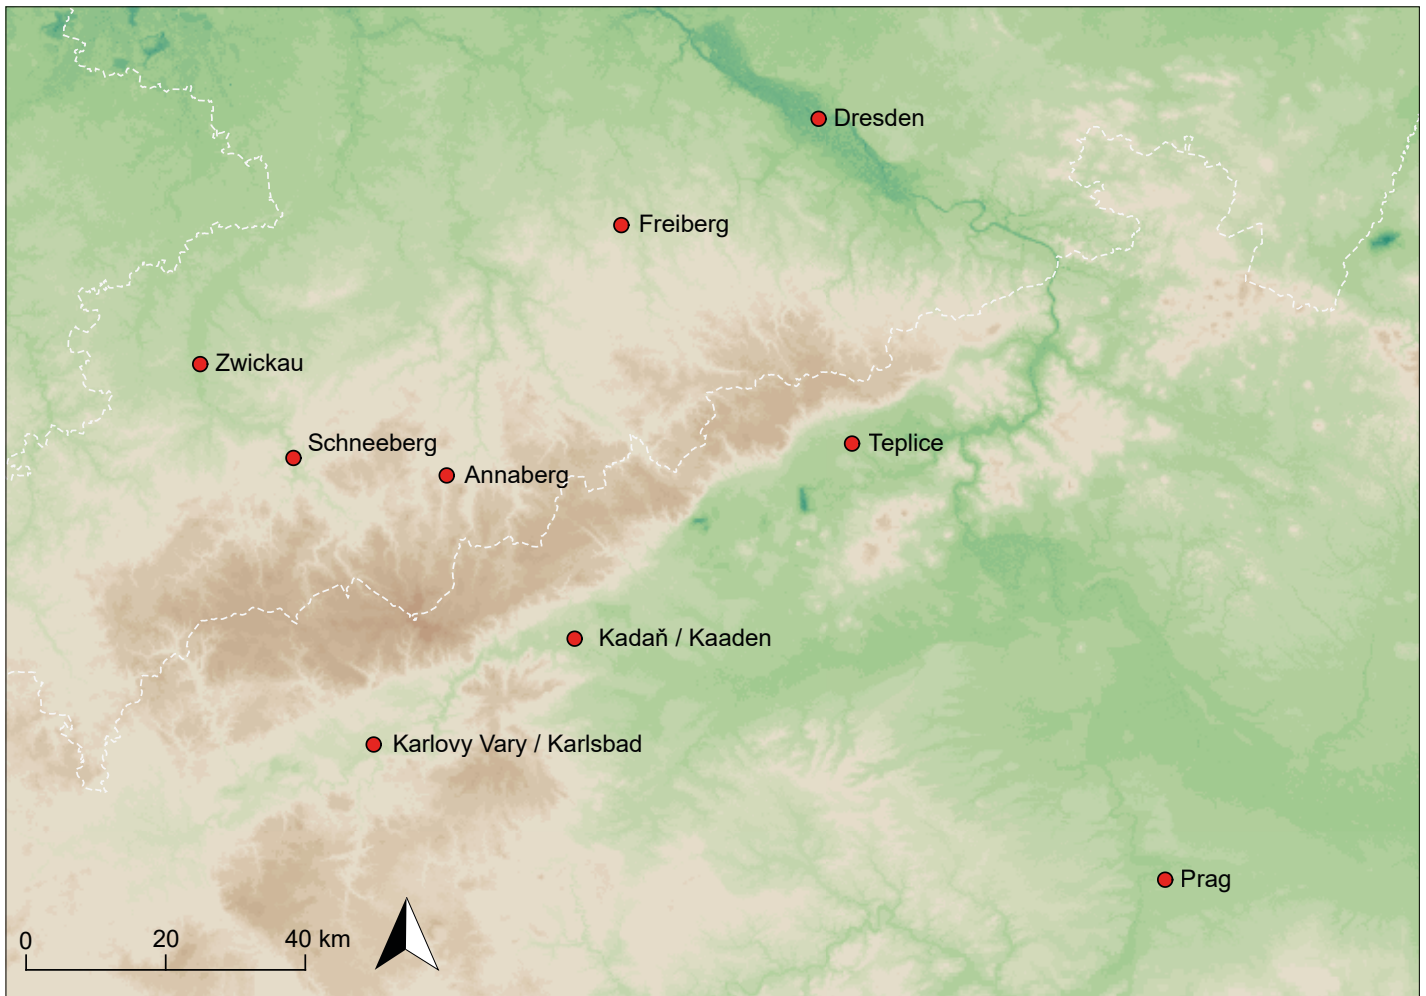 Dresden
Freiberg
Zwickau
Schneeberg
Annaberg
Teplice
Kadaň / Kaaden
Karlovy Vary / Karlsbad
Prag
0 20 40 km